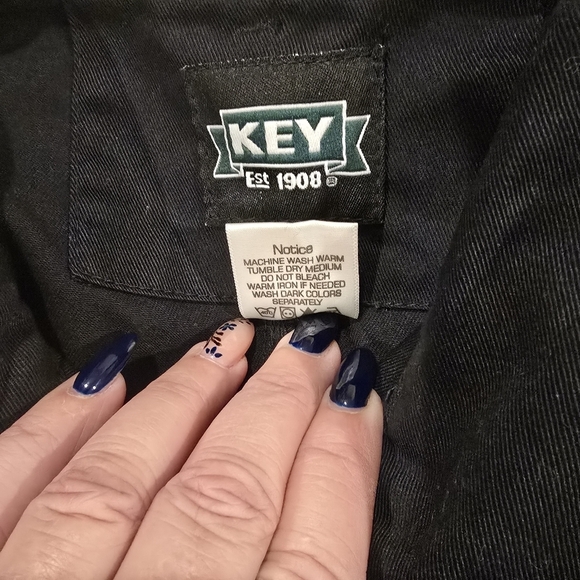 KEY
Est 1908 ®
Notice
MACHINE WASH WARM
TUMBLE DRY MEDIUM
DO NOT BLEACH
WARM IRON IF NEEDED
WASH DARK COLORS
SEPARATELY